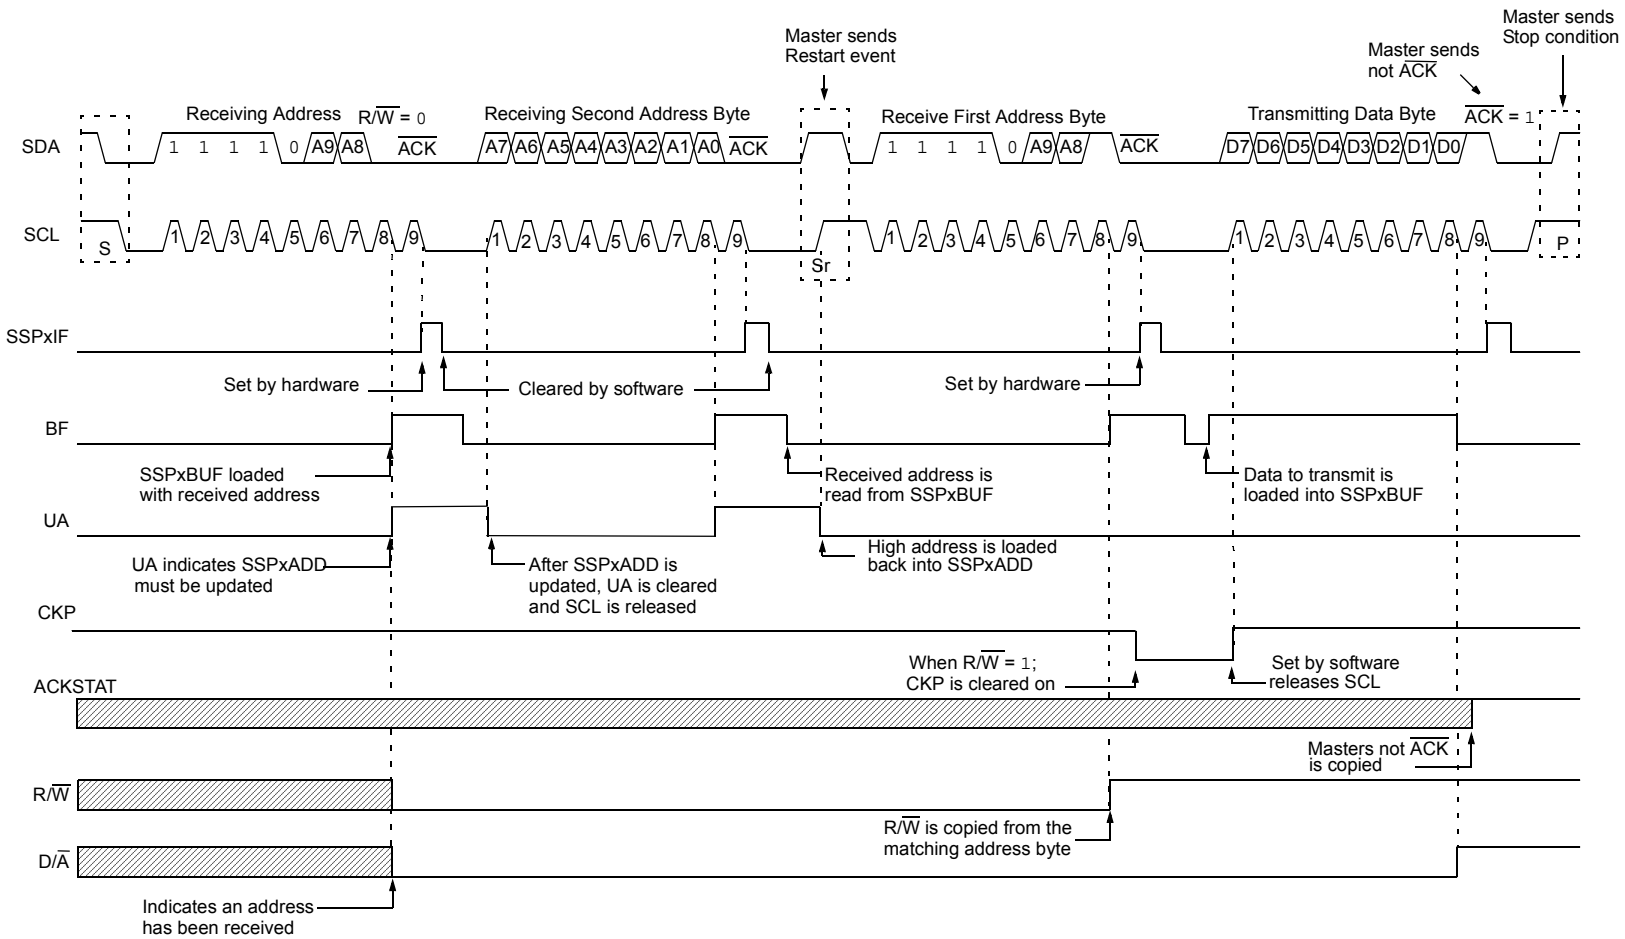 Master sends
Stop condition
Master sends
Restart event
Master sends
not ACK
Receiving Address R/W = 0
Receiving Second Address Byte
Receive First Address Byte
Transmitting Data Byte
ACK = 1
SDA
1 1 1 1 0 A9 A8 ACK
A7 A6 A5 A4 A3 A2 A1 A0 ACK
1 1 1 1 0 A9 A8 ACK
D7 D6 D5 D4 D3 D2 D1 D0
SCL
S
1 2 3 4 5 6 7 8 9
1 2 3 4 5 6 7 8 9
Sr
1 2 3 4 5 6 7 8 9
1 2 3 4 5 6 7 8 9
P
SSPxIF
Set by hardware
Cleared by software
Set by hardware
BF
SSPxBUF loaded
with received address
Received address is
read from SSPxBUF
Data to transmit is
loaded into SSPxBUF
UA
UA indicates SSPxADD
must be updated
After SSPxADD is
updated, UA is cleared
and SCL is released
High address is loaded
back into SSPxADD
CKP
When R/W = 1;
CKP is cleared on
Set by software
releases SCL
ACKSTAT
Masters not ACK
is copied
R/W
R/W is copied from the
matching address byte
D/A
Indicates an address
has been received